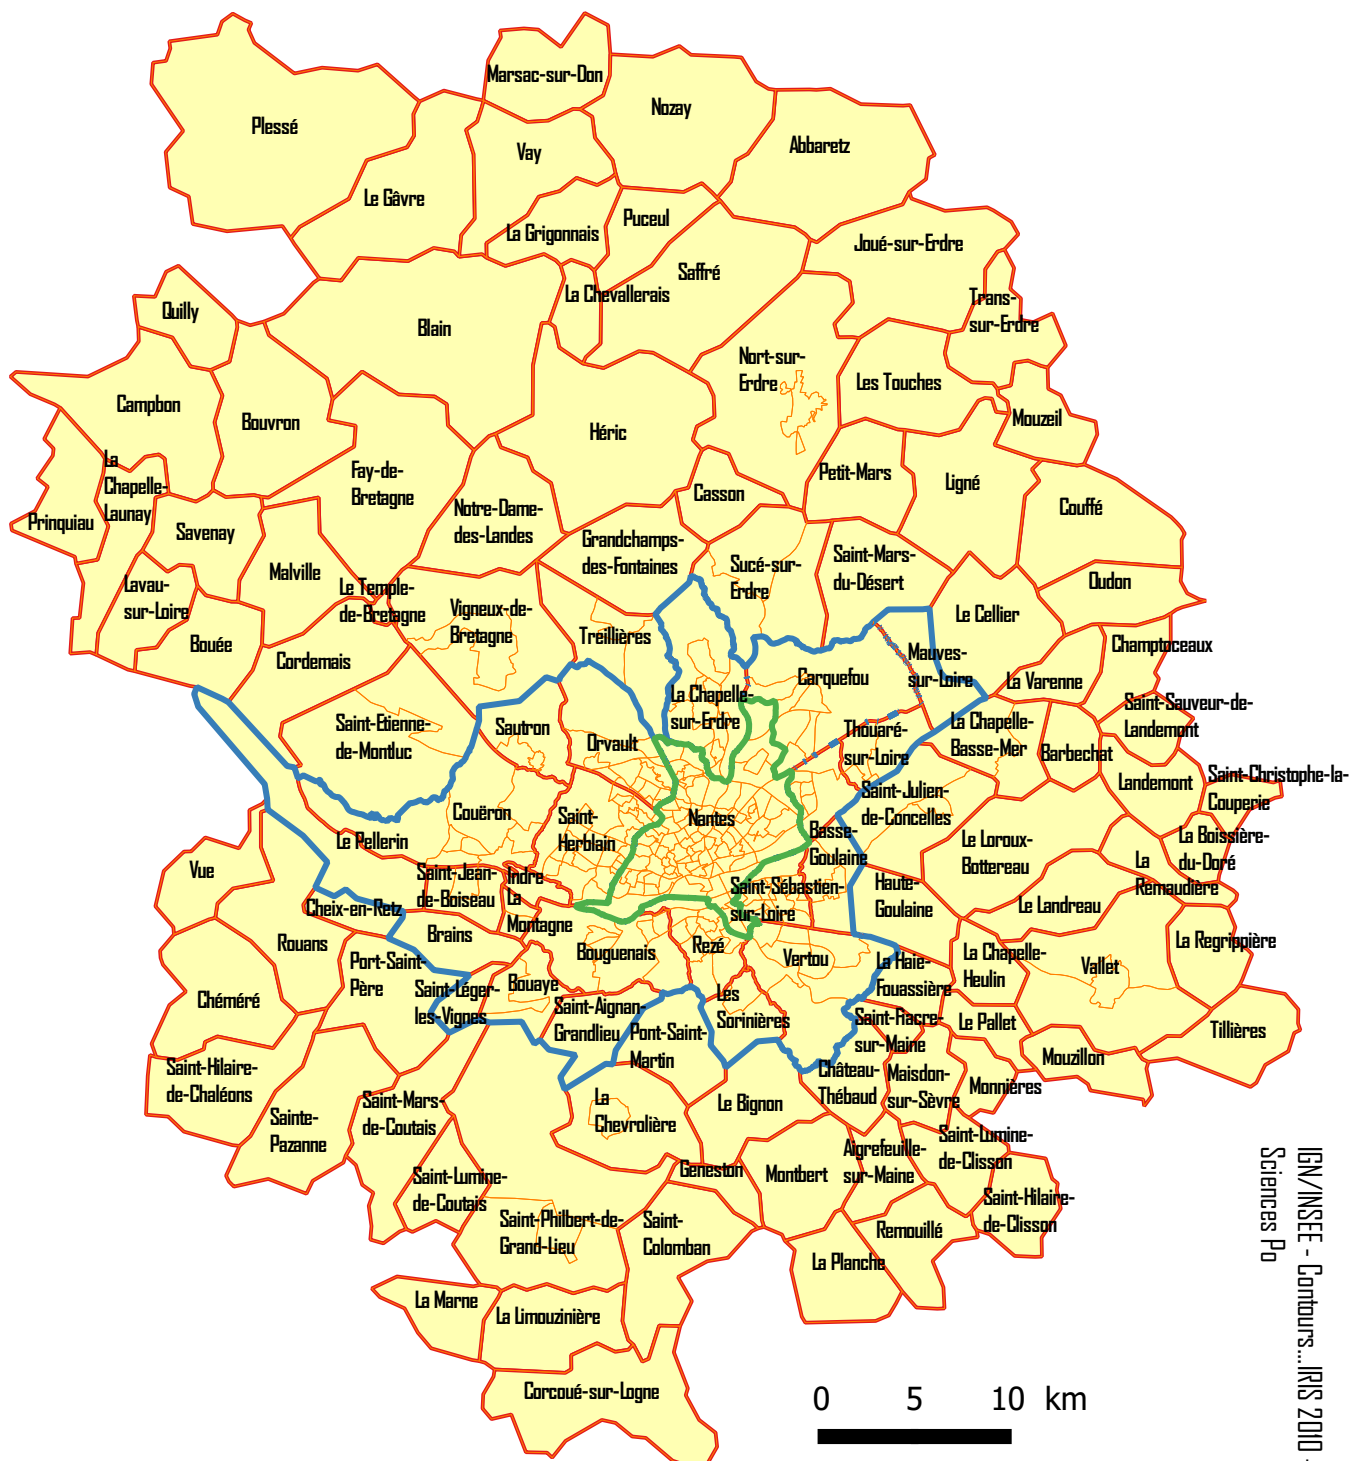 Marsac-sur-Don
Nozay
Plessé
Abbaretz
Vay
Le Gâvre
Puceul
La Grigonnais
Joué-sur-Erdre
Saffré
La Chevallerais
Trans-
sur-Erdre
Quilly
Blain
Nort-sur-
Erdre
Les Touches
Campbon
Bouvron
Mouzeil
Héric
La
Chapelle-
Launay
Fay-de-
Bretagne
Petit-Mars
Ligné
Casson
Couffé
Prinquiau
Savenay
Notre-Dame-
des-Landes
Grandchamps-
des-Fontaines
Malville
Sucé-sur-
Erdre
Saint-Mars-
du-Désert
Oudon
Lavau-
sur-Loire
Le Temple-
de-Bretagne
Vigneux-de-
Bretagne
Le Cellier
Treillières
Bouée
Cordemais
Mauves-
sur-Loire
Champtoceaux
Carquefou
La Varenne
La Chapelle-
sur-Erdre
Saint-Sauveur-de-
Landemont
Saint-Etienne-
de-Montluc
Sautron
Orvault
Thouaré-
sur-Loire
La Chapelle-
Basse-Mer
Barbechat
Landemont
Saint-Christophe-la-
Couperie
Saint-Julien-
de-Concelles
Couëron
Saint-
Herblain
Nantes
Basse-
Goulaine
Le Loroux-
Bottereau
La Boissière-
du-Doré
Le Pellerin
Vue
Saint-Jean-
de-Boiseau
Indre
La
Montagne
Saint-Sébastien-
sur-Loire
Haute-
Goulaine
La
Remaudière
Le Landreau
Cheix-en-Retz
Rouans
Brains
Bouguenais
Rezé
Vertou
La Regrippière
La Chapelle-
Heulin
Vallet
Port-Saint-
Père
La Haie-
Fouassière
Saint-Léger-
les-Vignes
Bouaye
Chéméré
Les
Sorinières
Saint-Aignan-
Grandlieu
Saint-Fiacre-
sur-Maine
Le Pallet
Tillières
Pont-Saint-
Martin
Mouzillon
Saint-Hilaire-
de-Chaléons
Château-
Thébaud
Maisdon-
sur-Sèvre
Monnières
Sainte-
Pazanne
Saint-Mars-
de-Coutais
La
Chevrolière
Le Bignon
Saint-Lumine-
de-Clisson
Aigrefeuille-
sur-Maine
Geneston
Montbert
Saint-Lumine-
de-Coutais
Saint-Hilaire-
de-Clisson
Saint-Philbert-de-
Grand-Lieu
Saint-
Colomban
Remouillé
La Planche
La Marne
La Limouzinière
Corcoué-sur-Logne
0 5 10 km
IGN/INSEE - Contours...IRIS 2010 -
Sciences Po